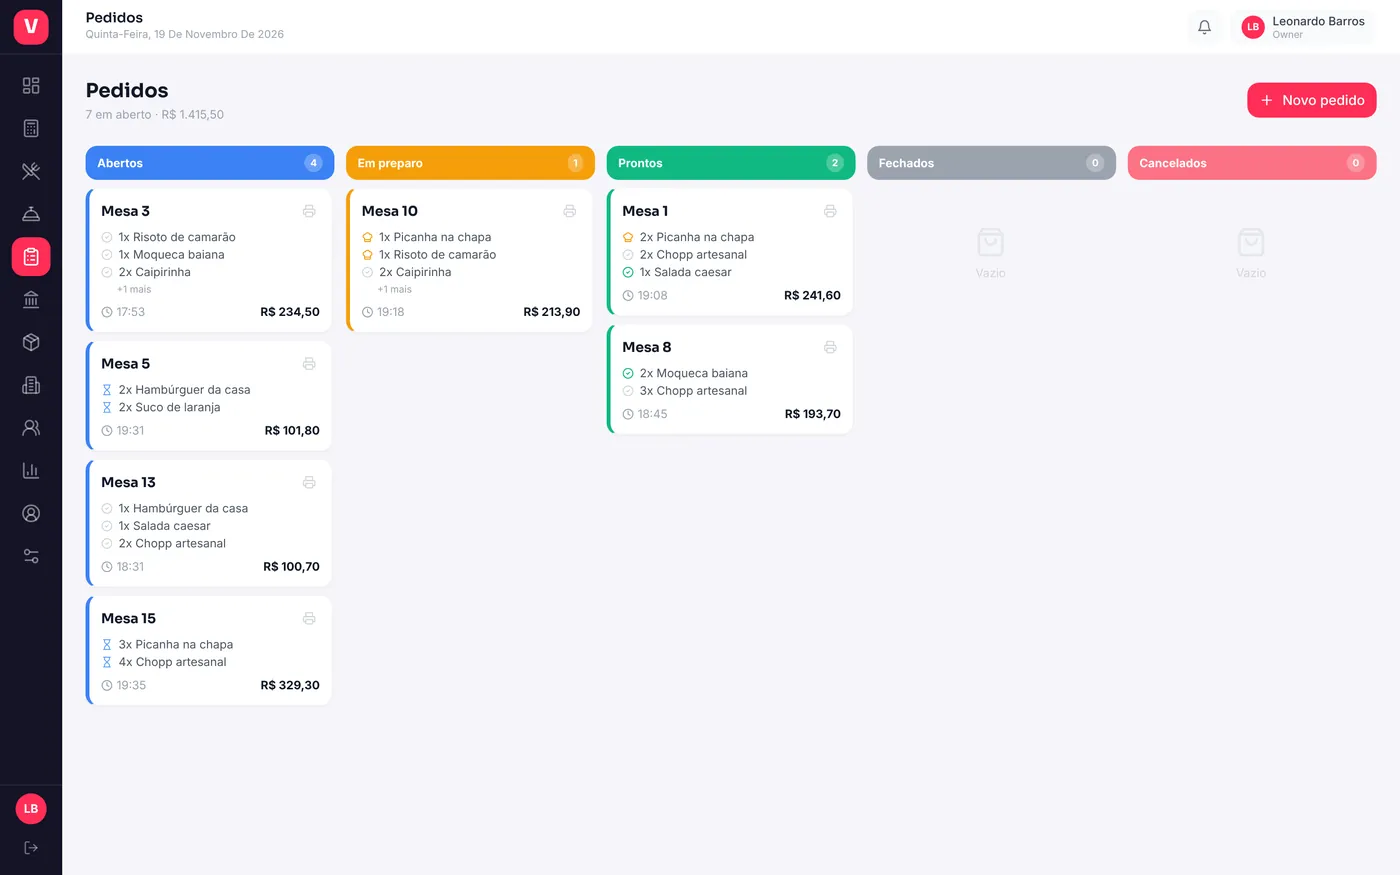 V
Pedidos
Quinta-Feira, 19 De Novembro De 2026
LB
Leonardo Barros
Owner
Pedidos
7 em aberto · R$ 1.415,50
+ Novo pedido
Abertos 4
Mesa 3
1x Risoto de camarão
1x Moqueca baiana
2x Caipirinha
+1 mais
17:53 R$ 234,50
Mesa 5
2x Hambúrguer da casa
2x Suco de laranja
19:31 R$ 101,80
Mesa 13
1x Hambúrguer da casa
1x Salada caesar
2x Chopp artesanal
18:31 R$ 100,70
Mesa 15
3x Picanha na chapa
4x Chopp artesanal
19:35 R$ 329,30
Em preparo 1
Mesa 10
1x Picanha na chapa
1x Risoto de camarão
2x Caipirinha
+1 mais
19:18 R$ 213,90
Prontos 2
Mesa 1
2x Picanha na chapa
2x Chopp artesanal
1x Salada caesar
19:08 R$ 241,60
Mesa 8
2x Moqueca baiana
3x Chopp artesanal
18:45 R$ 193,70
Fechados 0
Vazio
Cancelados 0
Vazio
LB